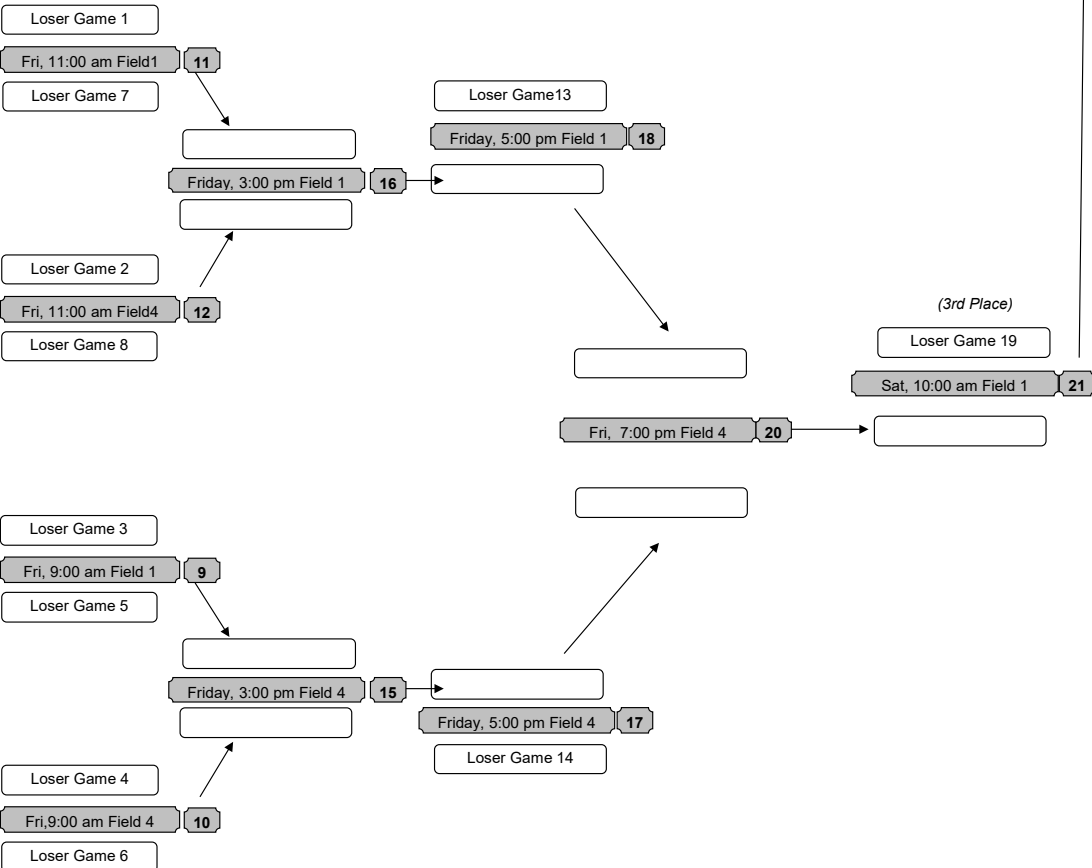 Loser Game 1
Fri, 11:00 am Field1 11
Loser Game 7
Loser Game13
Friday, 5:00 pm Field 1 18
Friday, 3:00 pm Field 1 16
Loser Game 2
Fri, 11:00 am Field4 12
Loser Game 8
(3rd Place)
Loser Game 19
Sat, 10:00 am Field 1 21
Fri, 7:00 pm Field 4 20
Loser Game 3
Fri, 9:00 am Field 1 9
Loser Game 5
Friday, 3:00 pm Field 4 15
Friday, 5:00 pm Field 4 17
Loser Game 14
Loser Game 4
Fri,9:00 am Field 4 10
Loser Game 6